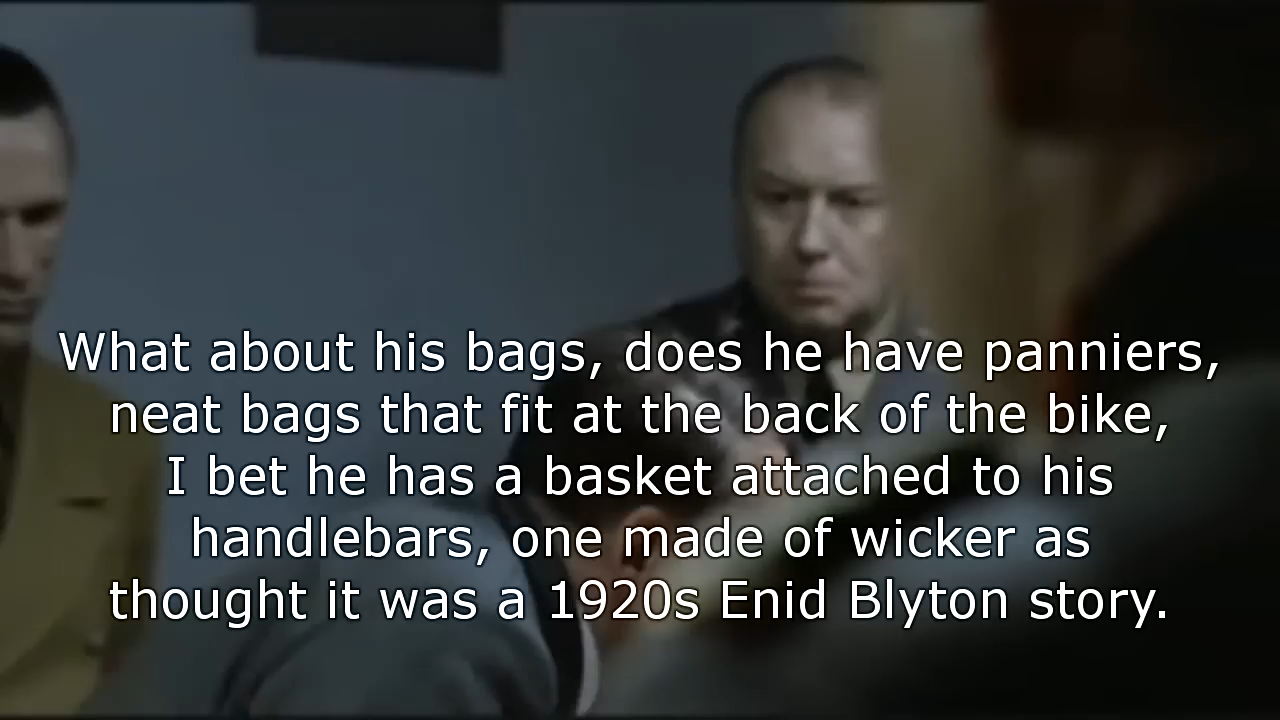 What about his bags, does he have panniers,
neat bags that fit at the back of the bike,
I bet he has a basket attached to his
handlebars, one made of wicker as
thought it was a 1920s Enid Blyton story.